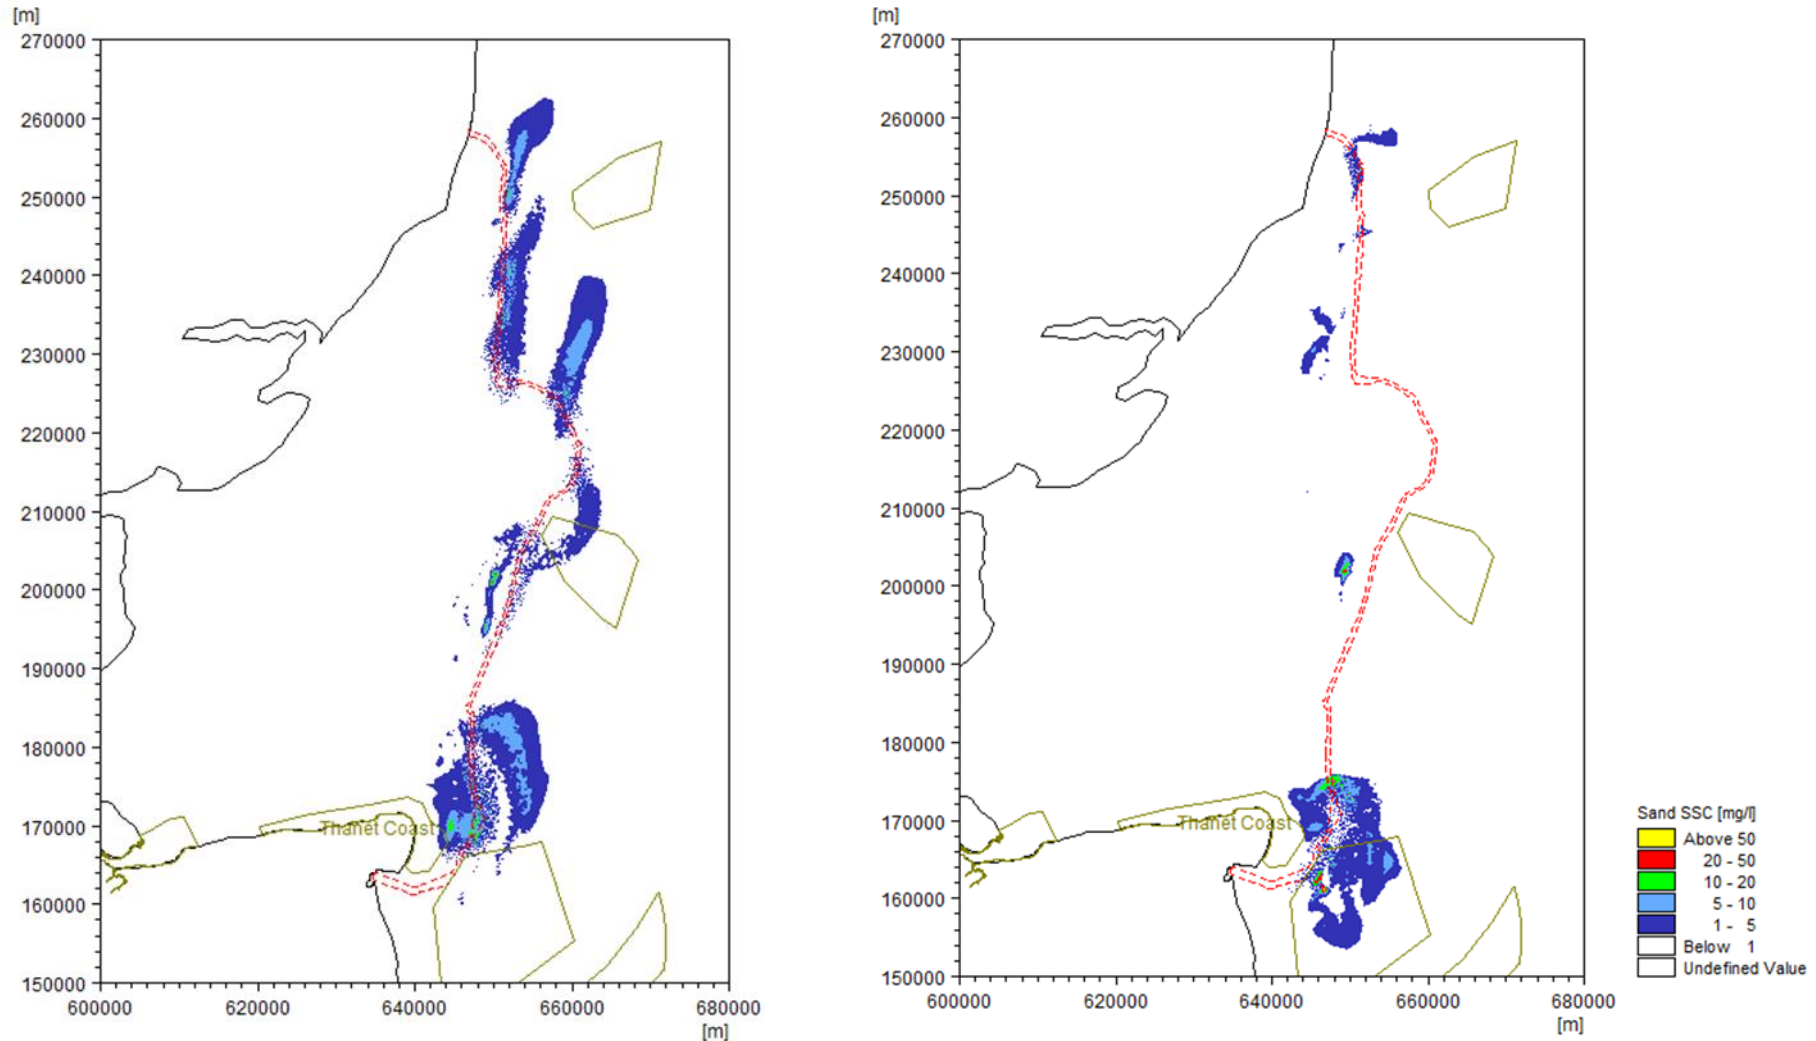 [m]
270000
260000
250000
240000
230000
220000
210000
200000
190000
180000
170000
160000
150000
Thanet Coast
600000 620000 640000 660000 680000
[m]
[m]
270000
260000
250000
240000
230000
220000
210000
200000
190000
180000
170000
160000
150000
Thanet Coast
600000 620000 640000 660000 680000
[m]
Sand SSC [mg/l]
Above 50
20 - 50
10 - 20
5 - 10
1 - 5
Below 1
Undefined Value